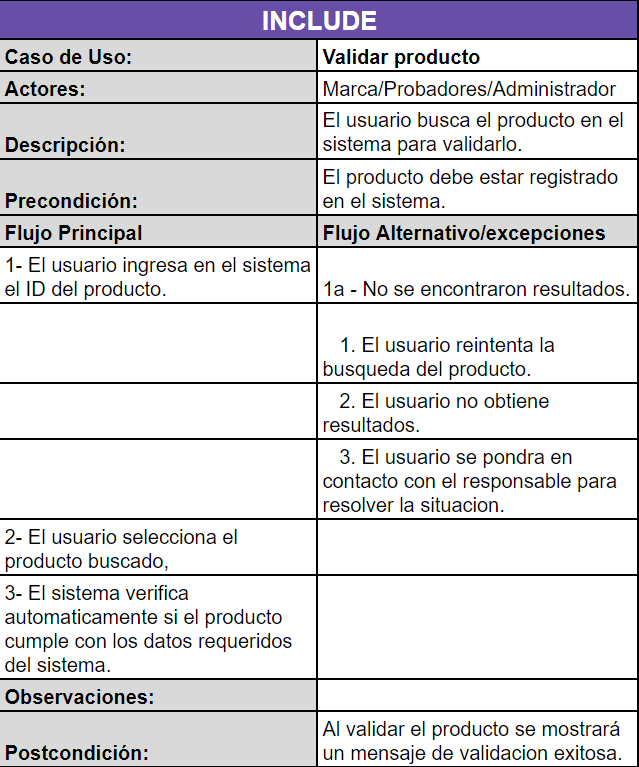 INCLUDE
Caso de Uso:
Validar producto
Actores:
Marca/Probadores/Administrador
Descripción:
El usuario busca el producto en el
sistema para validarlo.
Precondición:
El producto debe estar registrado
en el sistema.
Flujo Principal
Flujo Alternativo/excepciones
1- El usuario ingresa en el sistema
el ID del producto.
1a - No se encontraron resultados.
1. El usuario reintenta la
busqueda del producto.
2. El usuario no obtiene
resultados.
3. El usuario se pondra en
contacto con el responsable para
resolver la situacion.
2- El usuario selecciona el
producto buscado,
3- El sistema verifica
automaticamente si el producto
cumple con los datos requeridos
del sistema.
Observaciones:
Postcondición:
Al validar el producto se mostrará
un mensaje de validacion exitosa.